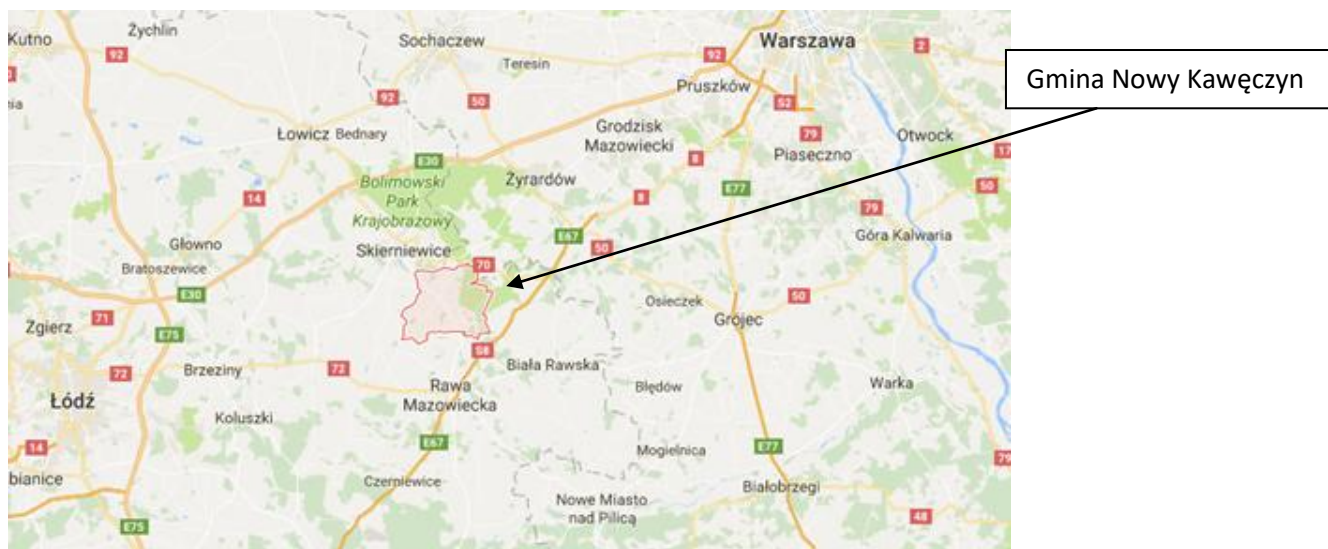 Kutno
Żychlin
92
Sochaczew
Teresin
92
Warszawa
2
Gmina Nowy Kawęczyn
Pruszków
S2
92
50
Łowicz
Bednary
Grodzisk
Mazowiecki
8
79
Piaseczno
Otwock
17
E30
Bolimowski
Park
Krajobrazowy
Żyrardów
14
8
E77
50
79
Głowno
Skierniewice
E67
50
Góra Kalwaria
Bratoszewice
70
E30
Osieczek
50
Zgierz
71
E75
Grójec
S8
72
Brzeziny
72
Biała Rawska
Błędów
Warka
Łódź
Rawa
Mazowiecka
Koluszki
14
E67
Mogielnica
E77
79
bianice
Czerniewice
Białobrzegi
Nowe Miasto
nad Pilicą
48
E75